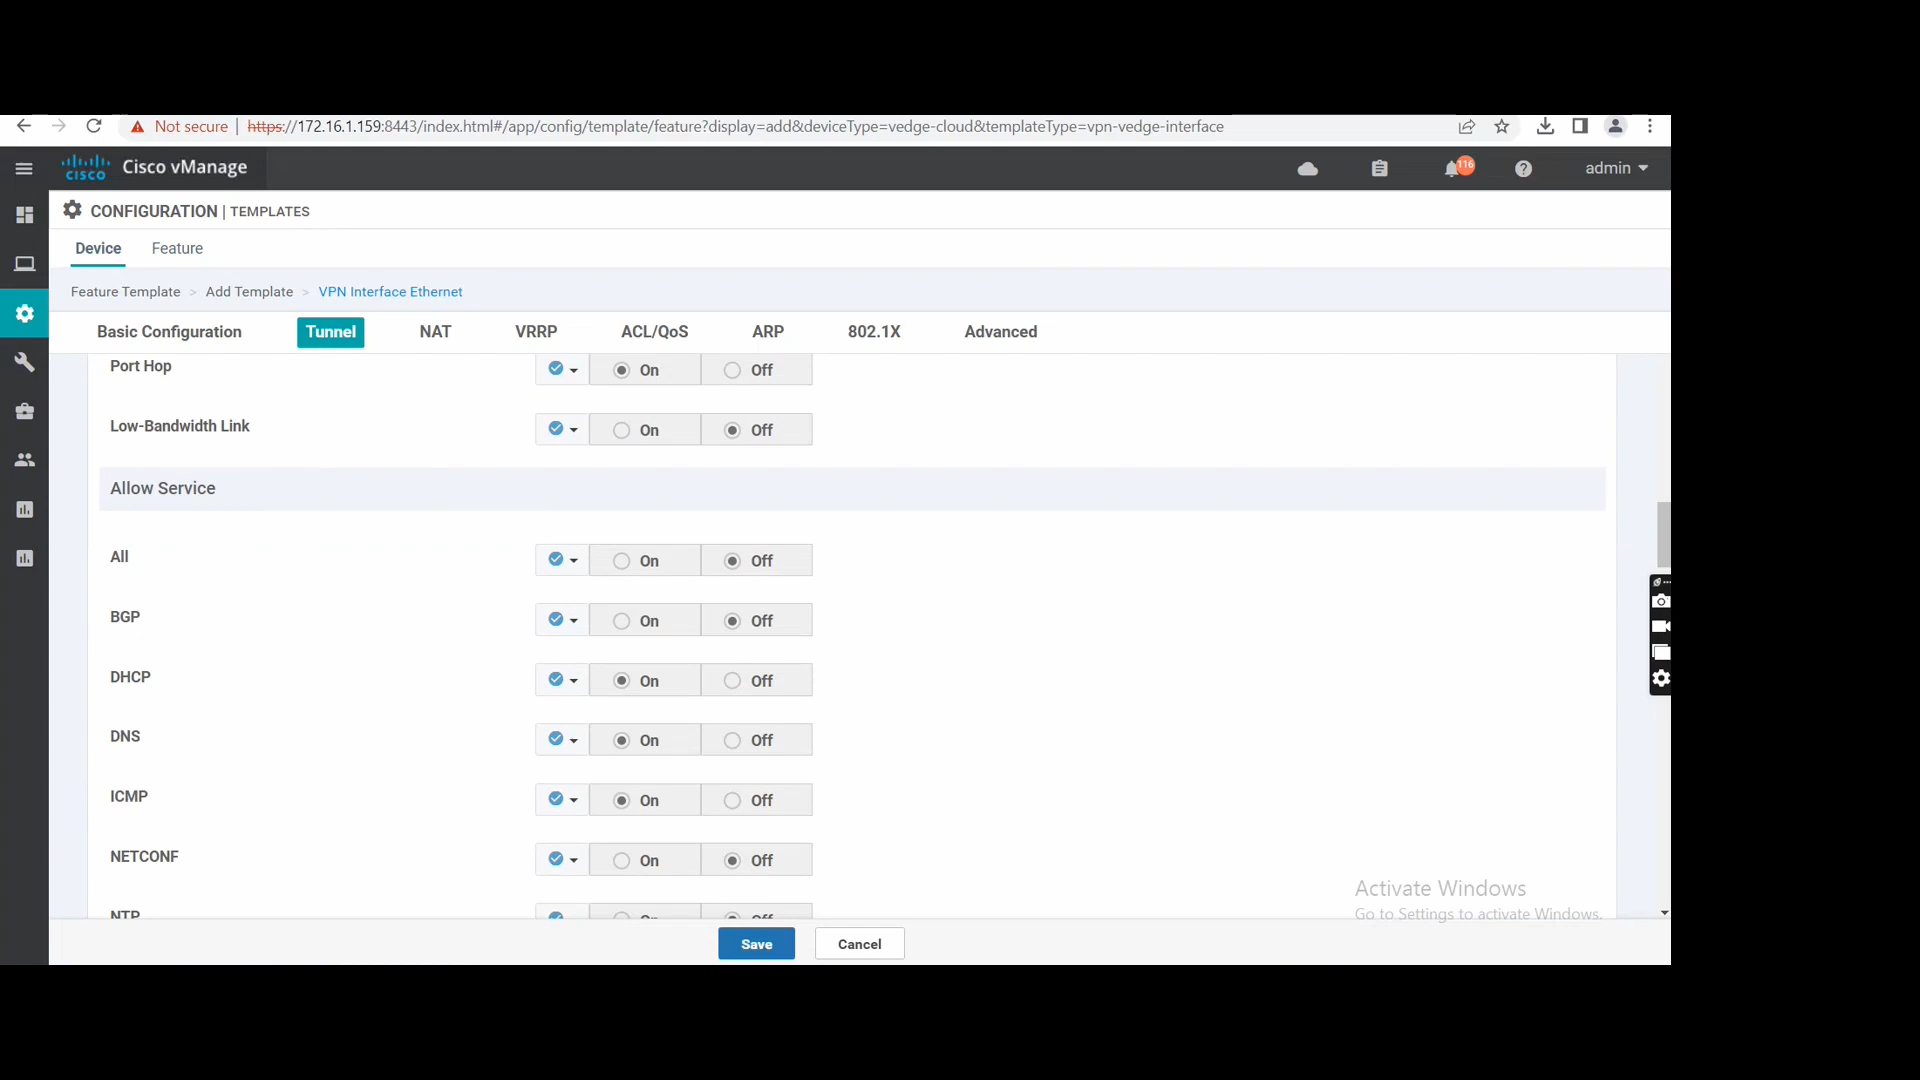 Not secure | https://172.16.1.159:8443/index.html#/app/config/template/feature?display=add&deviceType=vedge-cloud&templateType=vpn-vedge-interface
cisco Cisco vManage 116 admin
CONFIGURATION | TEMPLATES
Device Feature
Feature Template > Add Template > VPN Interface Ethernet
Basic Configuration Tunnel NAT VRRP ACL/QoS ARP 802.1X Advanced
Port Hop On Off
Low-Bandwidth Link On Off
Allow Service
All On Off
BGP On Off
DHCP On Off
DNS On Off
ICMP On Off
NETCONF On Off
NTP On Off
Activate Windows
Go to Settings to activate Windows.
Save Cancel